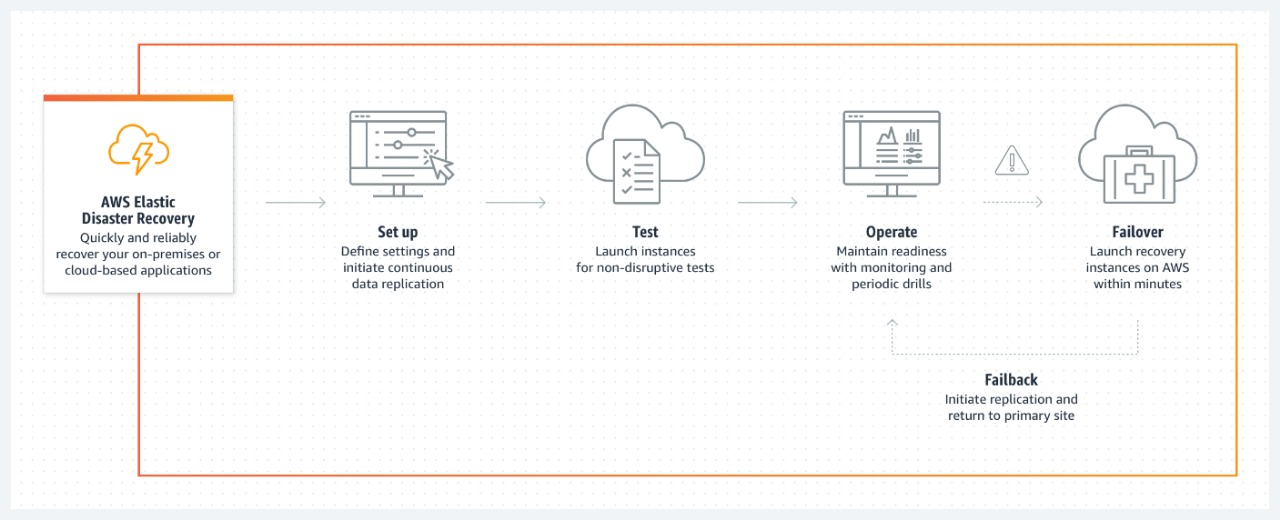 AWS Elastic
Disaster Recovery
Quickly and reliably
recover your on-premises or
cloud-based applications
Set up
Define settings and
initiate continuous
data replication
Test
Launch instances
for non-disruptive tests
Operate
Maintain readiness
with monitoring and
periodic drills
Failover
Launch recovery
instances on AWS
within minutes
Failback
Initiate replication and
return to primary site